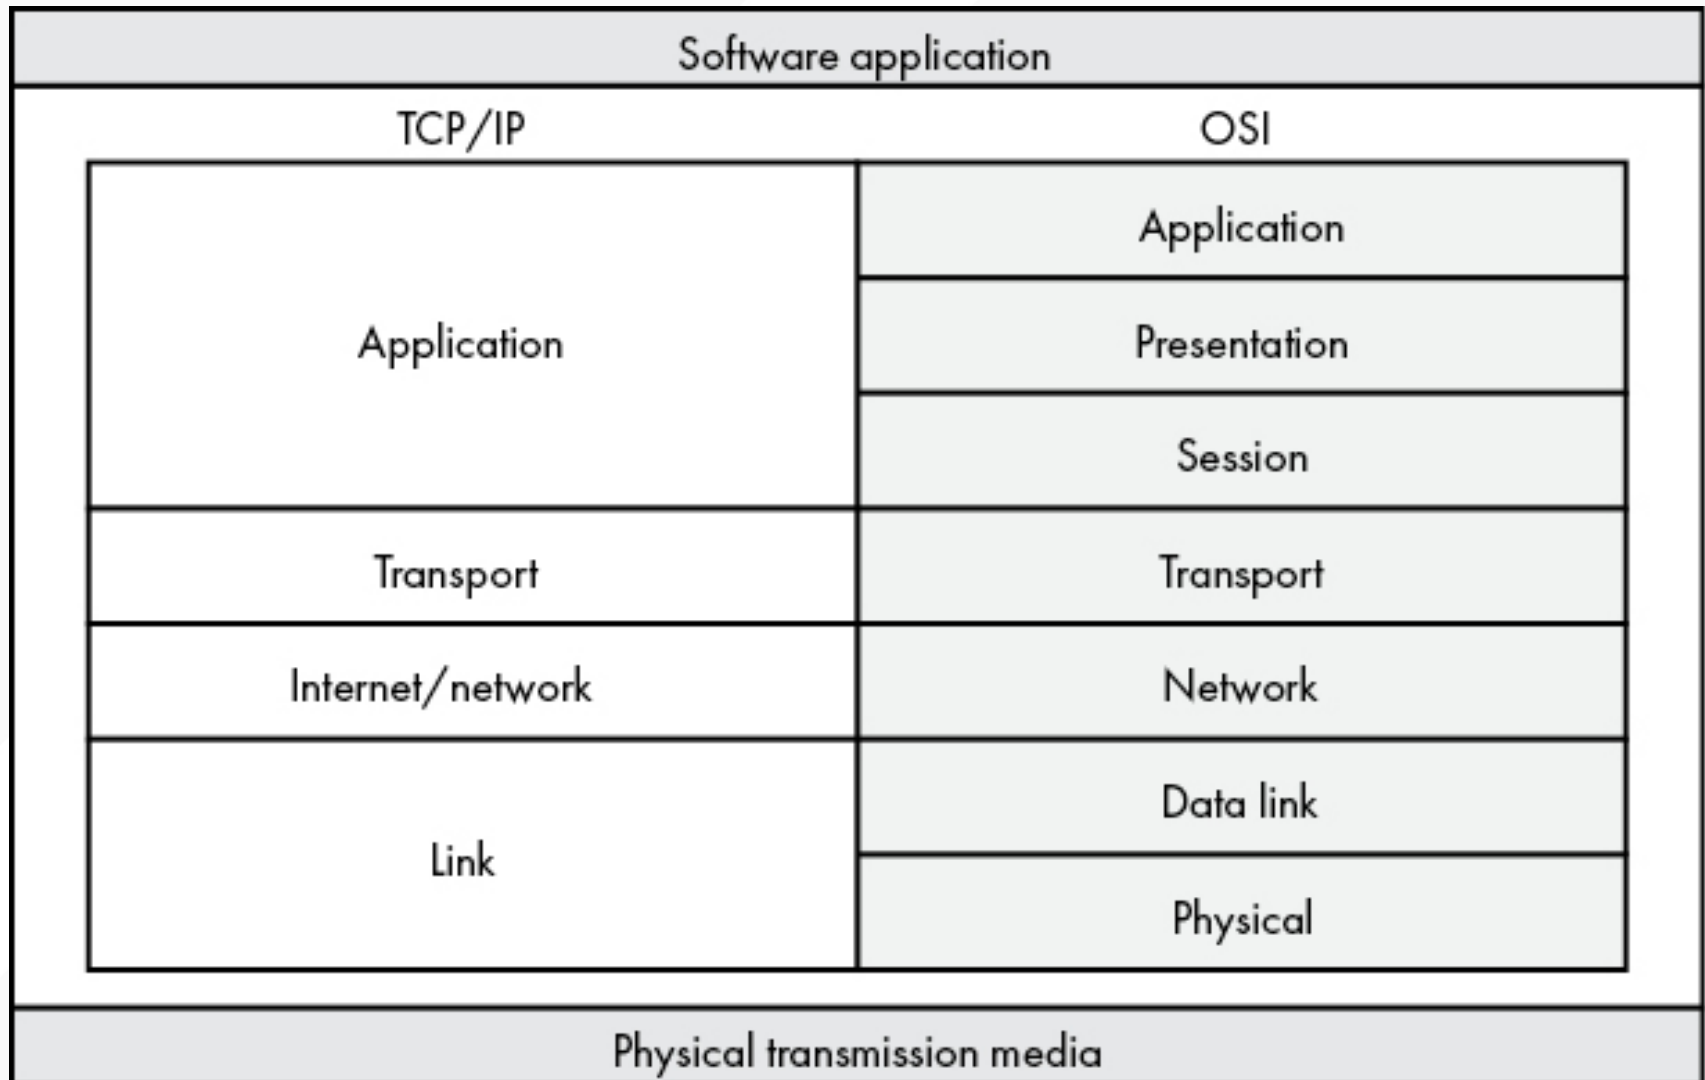 Software application
TCP/IP
OSI
Application
Application
Presentation
Session
Transport
Transport
Internet/network
Network
Link
Data link
Physical
Physical transmission media